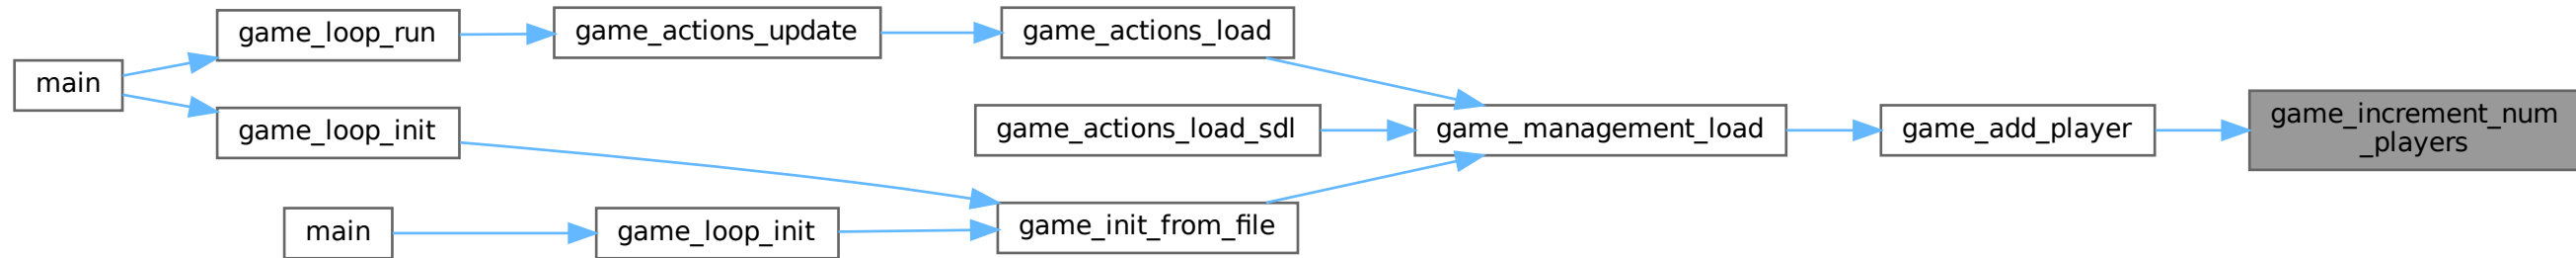 game_loop_run
game_actions_update
game_actions_load
main
game_loop_init
game_actions_load_sdl
game_management_load
game_add_player
game_increment_num
_players
main
game_loop_init
game_init_from_file